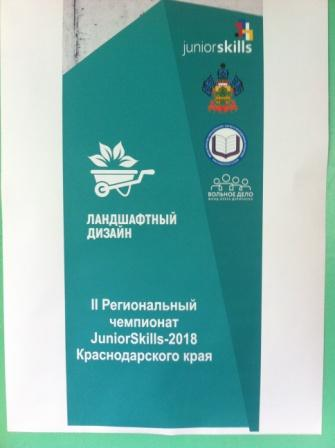 juniorskills
ВОЛЬНОЕ ДЕЛО
ЛАНДШАФТНЫЙ
ДИЗАЙН
II Региональный
чемпионат
JuniorSkills-2018
Краснодарского края